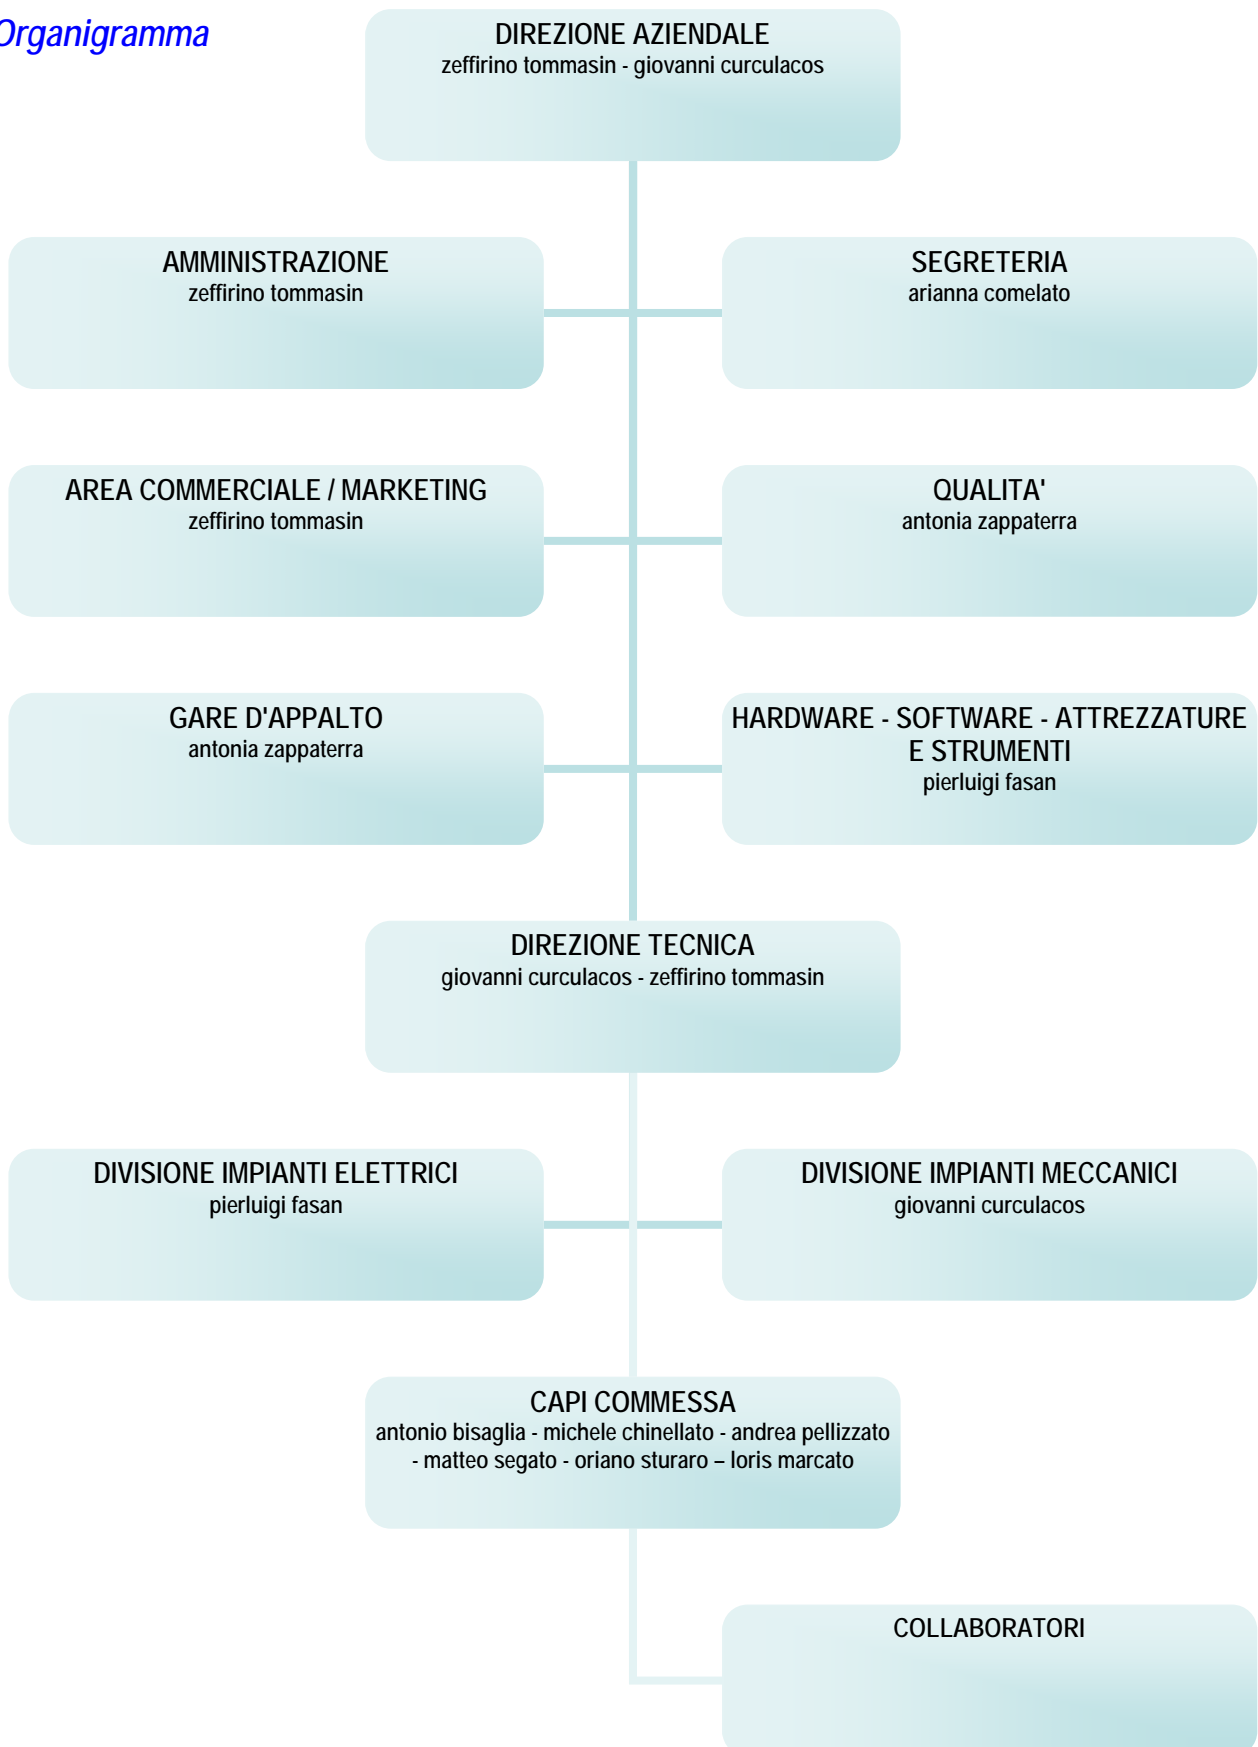 Organigramma
DIREZIONE AZIENDALE
zeffirino tommasin - giovanni curculacos
AMMINISTRAZIONE
zeffirino tommasin
SEGRETERIA
arianna comelato
AREA COMMERCIALE / MARKETING
zeffirino tommasin
QUALITA'
antonia zappaterra
GARE D'APPALTO
antonia zappaterra
HARDWARE - SOFTWARE - ATTREZZATURE
E STRUMENTI
pierluigi fasan
DIREZIONE TECNICA
giovanni curculacos - zeffirino tommasin
DIVISIONE IMPIANTI ELETTRICI
pierluigi fasan
DIVISIONE IMPIANTI MECCANICI
giovanni curculacos
CAPI COMMESSA
antonio bisaglia - michele chinellato - andrea pellizzato
- matteo segato - oriano sturaro – loris marcato
COLLABORATORI